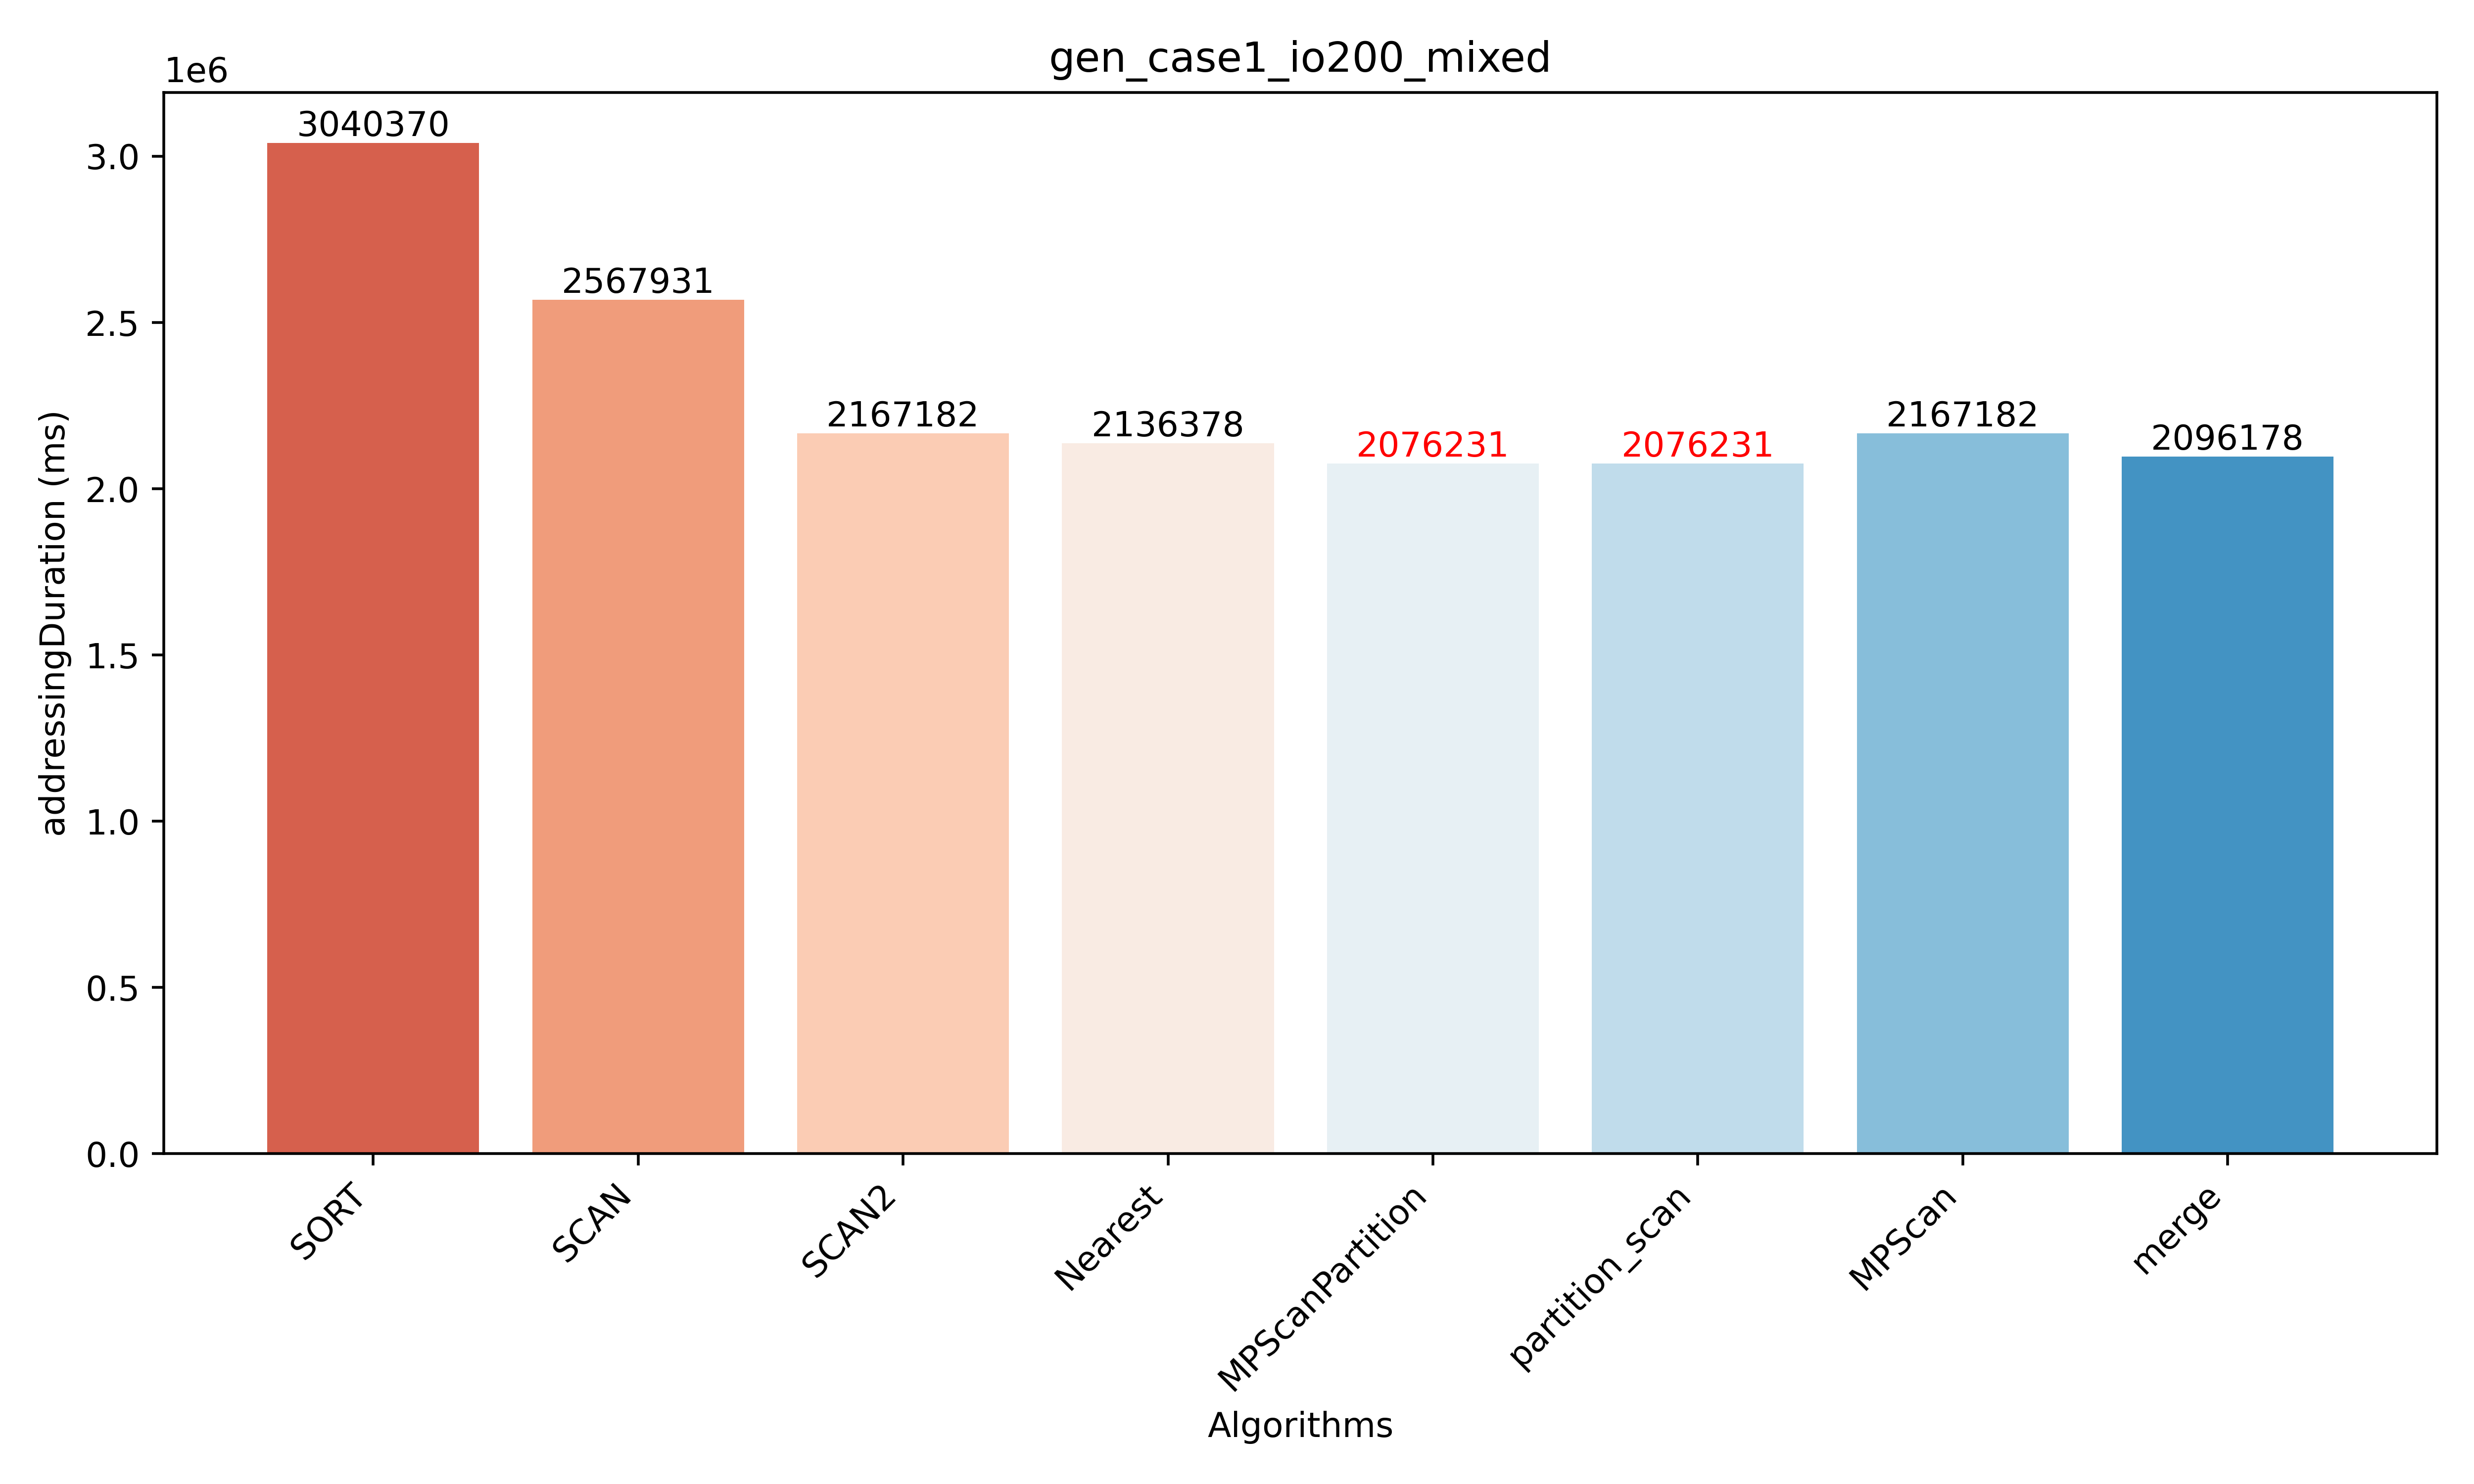 gen_case1_io200_mixed
1e6
3040370
2567931
2167182
2136378
2076231
2076231
2167182
2096178
3.0
2.5
2.0
1.5
1.0
0.5
0.0
addressingDuration (ms)
SORT
SCAN
SCAN2
Nearest
MPScanPartition
partition_scan
MPScan
merge
Algorithms